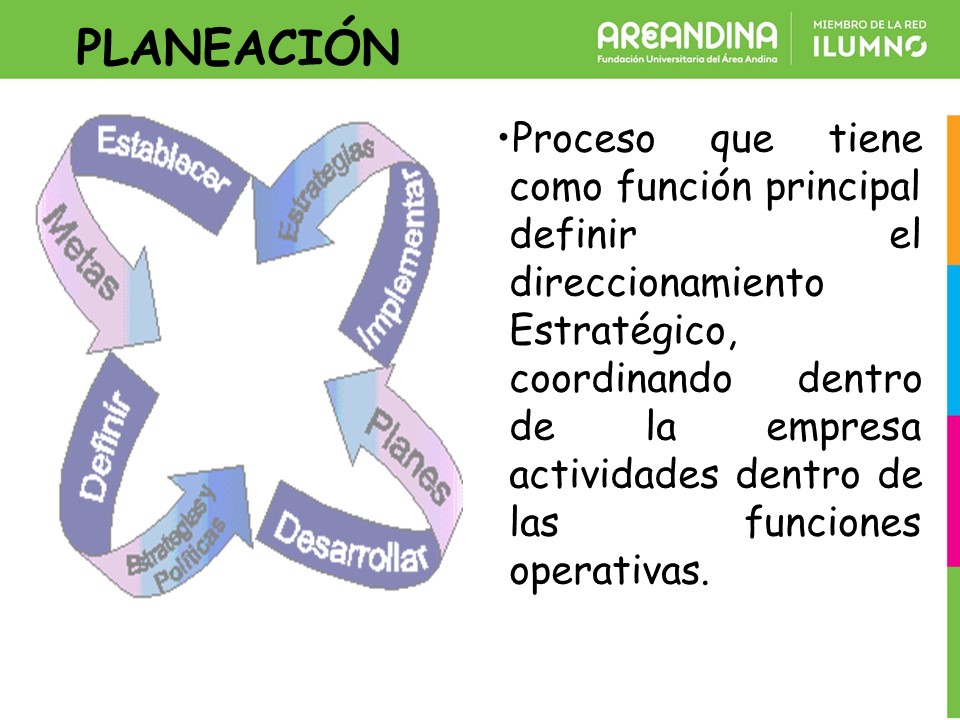 PLANEACIÓN
AREANDINA
Fundación Universitaria del Área Andina
MIEMBRO DE LA RED
ILUMNO
Establecer
Metas
Definir
Estrategias y
Políticas
Desarrollar
Planes
Implementar
Estrategias
•Proceso que tiene
como función principal
definir el
direccionamiento
Estratégico,
coordinando dentro
de la empresa
actividades dentro de
las funciones
operativas.